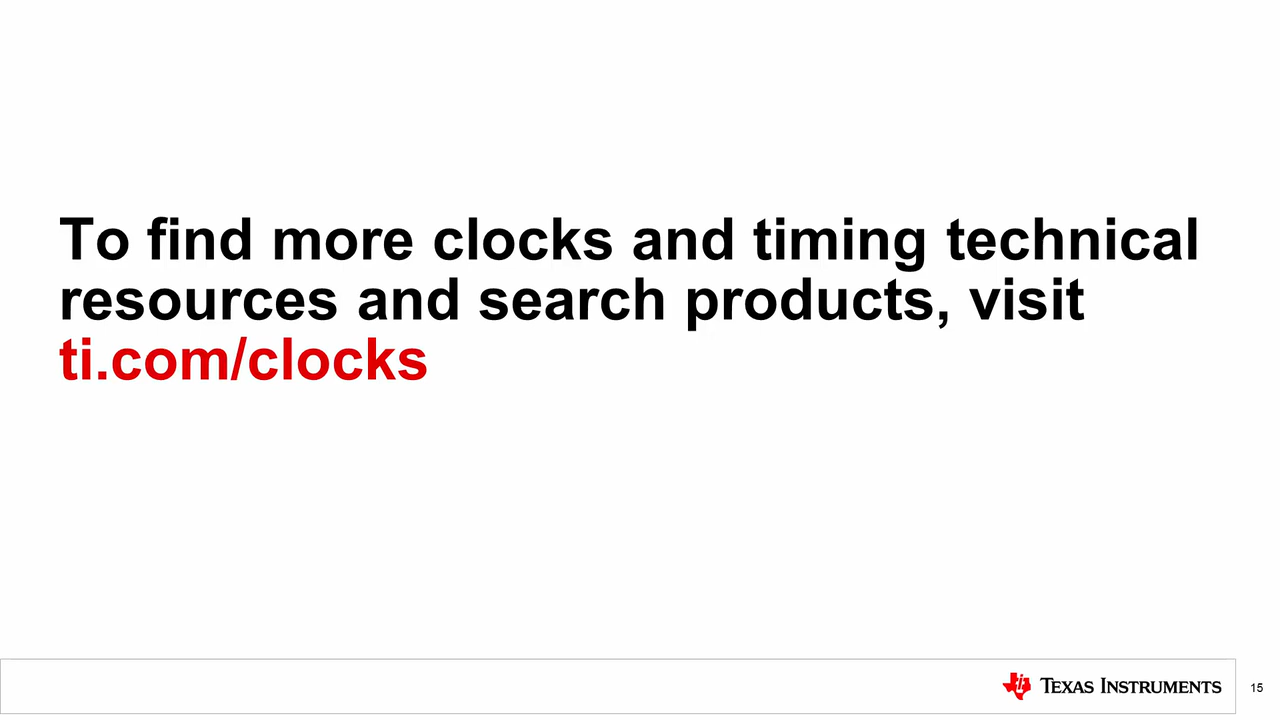 To find more clocks and timing technical
resources and search products, visit
ti.com/clocks
TEXAS INSTRUMENTS
15